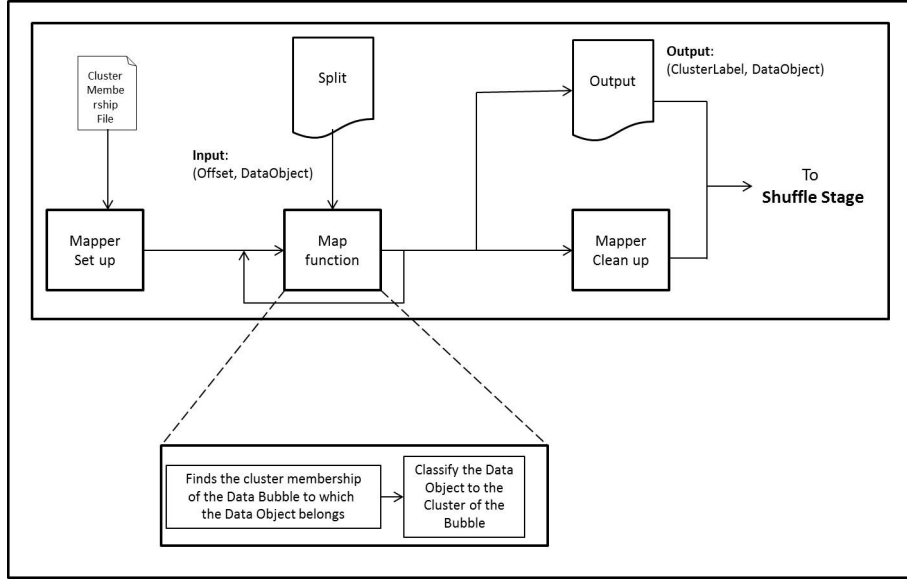 Cluster
Membe
rship
File
Split
Input:
(Offset, DataObject)
Output
Output:
(ClusterLabel, DataObject)
To
Shuffle Stage
Mapper
Set up
Map
function
Mapper
Clean up
Finds the cluster membership
of the Data Bubble to which
the Data Object belongs
Classify the Data
Object to the
Cluster of the
Bubble